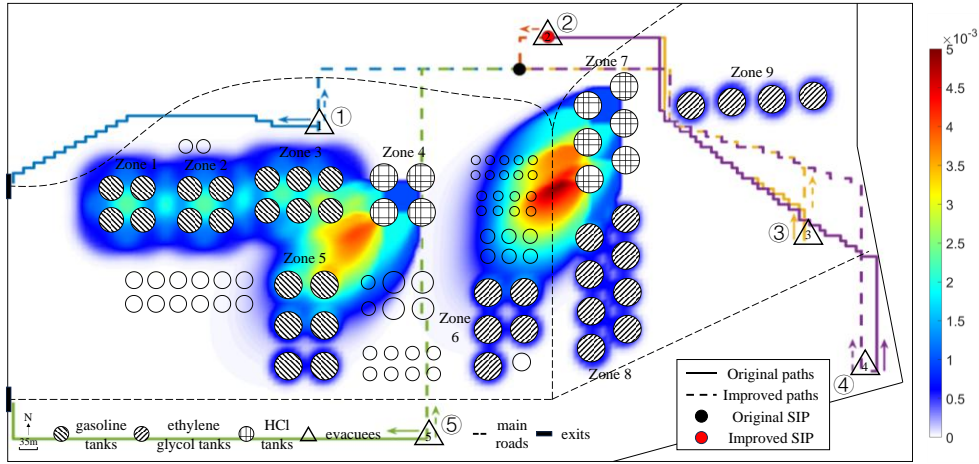 ②
2
Zone 7
×10⁻³
5
Zone 9
4.5
①
4
Zone 1
Zone 2
Zone 3
Zone 4
3.5
3
③
3
2.5
Zone 5
2
Zone
6
1.5
Zone 8
④
4
1
Original paths
Improved paths
0.5
Original SIP
Improved SIP
0
N
35m
gasoline
tanks
ethylene
glycol tanks
HCl
tanks
evacuees
main
roads
exits
⑤
5